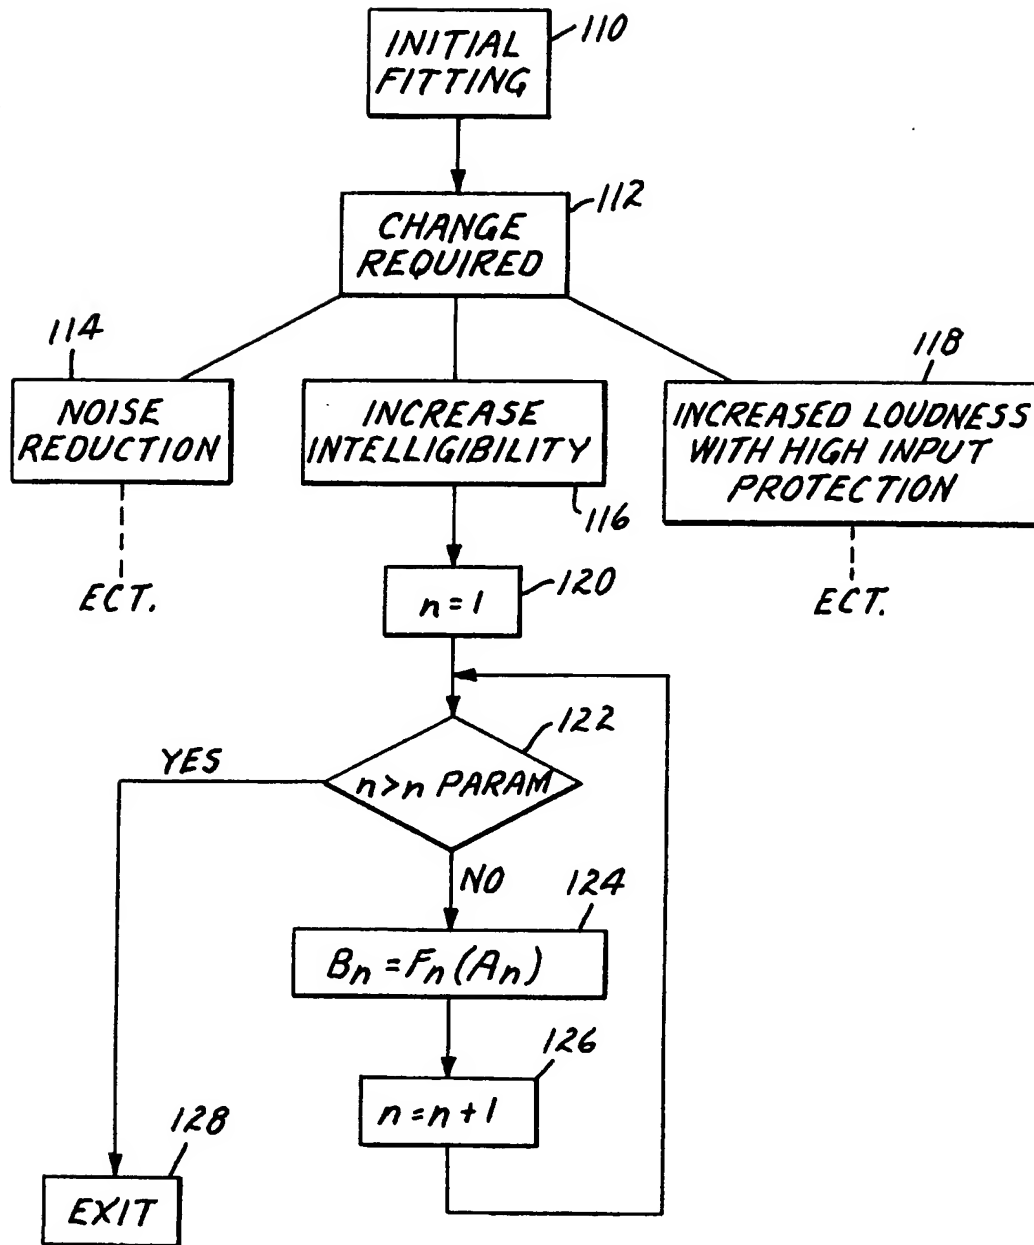 110
INITIAL
FITTING
112
CHANGE
REQUIRED
114
NOISE
REDUCTION
INCREASE
INTELLIGIBILITY
116
118
INCREASED LOUDNESS
WITH HIGH INPUT
PROTECTION
ECT.
ECT.
120
n=1
122
YES
n>n PARAM
NO
124
Bn=Fn(An)
126
n=n+1
128
EXIT